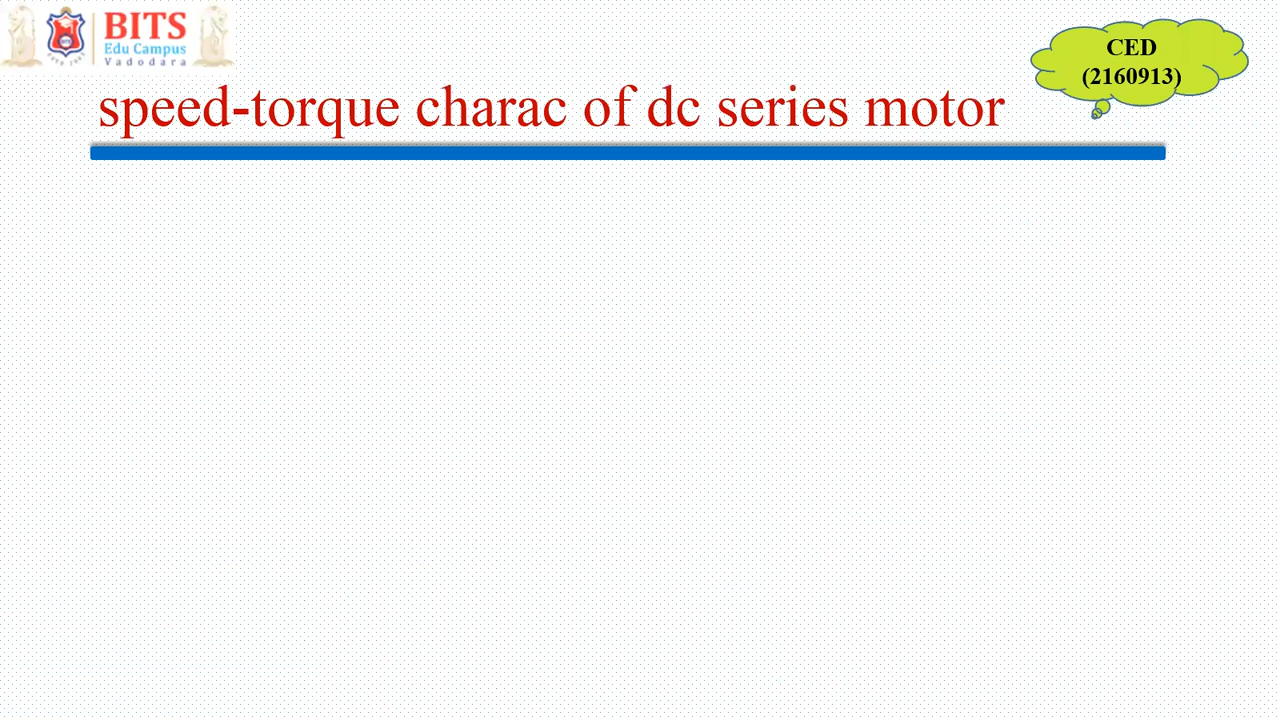 BITS
Edu Campus
Vadodara
CED
(2160913)
speed-torque charac of dc series motor